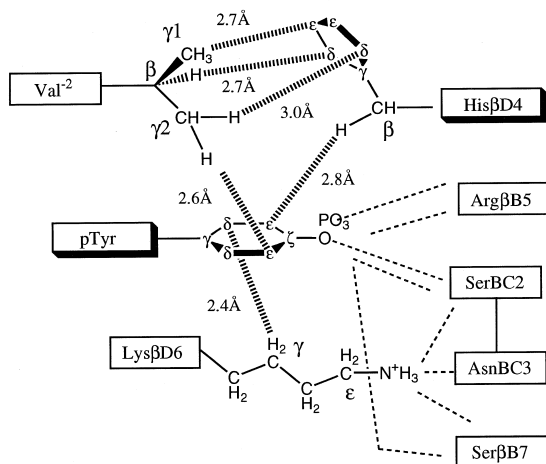 γ1
2.7Å
ε ε
CH3
β
H
δ δ
2.7Å
γ
Val-2
γ2
CH2 H
3.0Å
CH
HisβD4
H
H
β
2.6Å
2.8Å
ArgβB5
PO3
δ ε
pTyr
γ
ζ O
δ ε
SerBC2
2.4Å
H2 γ
LysβD6
H2
C
C
C
N+H3
AsnBC3
C
H2
C
H2
ε
SerβB7